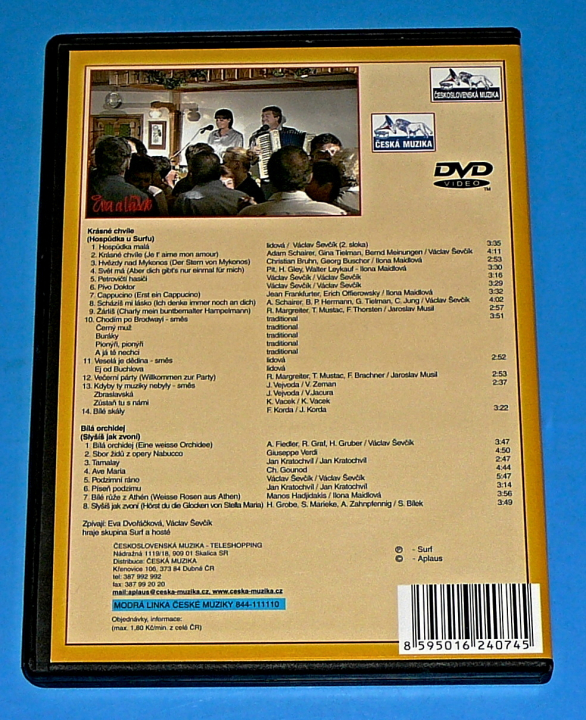 ČESKOSLOVENSKÁ MUZIKA
ČESKÁ MUZIKA
DVD
VIDEO™
Eva a Vašek
Krásné chvíle
(Hospůdka u Surfu)
1. Hospůdka malá lidová / Václav Ševčík (2. sloka) 3:35
2. Krásné chvíle (Je t' aime mon amour) Adam Schairer, Gina Tielman, Bernd Meinungen / Václav Ševčík 4:11
3. Hvězdy nad Mykonos (Der Stern von Mykonos) Christian Bruhn, Georg Buschor / Ilona Maidlová 2:53
4. Svět má (Aber dich gibt's nur einmal für mich) Pit, H. Gley, Walter Leykauf - Ilona Maidlová 3:30
5. Petrovičtí hasiči Václav Ševčík / Václav Ševčík 3:16
6. Pivo Doktor Václav Ševčík / Václav Ševčík 3:29
7. Cappucino (Erst ein Cappucino) Jean Frankfurter, Erich Offierowsky / Ilona Maidlová 3:32
8. Scházíš mi lásko (Ich denke immer noch an dich) A. Schairer, B. P. Hermann, G. Tielman, C. Jung / Václav Ševčík 4:02
9. Žárlíš (Charly mein buntbemalter Hampelmann) R. Margreiter, T. Mustac, F. Thorsten / Jaroslav Musil 2:57
10. Chodím po Brodwayi - směs traditional 3:51
Černý muž traditional
Buráky traditional
Pionýři, pionýři traditional
A já tě nechci traditional
11. Veselá je dědina - směs lidová 2:52
Ej od Buchlova lidová
12. Večerní párty (Willkommen zur Party) R. Margreiter, T. Mustac, F. Brachner / Jaroslav Musil 2:53
13. Kdyby ty muziky nebyly - směs J. Vejvoda / V. Zeman 2:37
Zbraslavská J. Vejvoda / V.Jacura
Zůstaň tu s námi K. Vacek / K. Vacek
14. Bílé skály F. Korda / J. Korda 3:22
Bílá orchidej
(Slyšíš jak zvoní)
1. Bílá orchidej (Eine weisse Orchidee) A. Fiedler, R. Graf, H. Gruber / Václav Ševčík 3:47
2. Sbor židů z opery Nabucco Giuseppe Verdi 4:50
3. Tamalay Jan Kratochvíl / Jan Kratochvíl 2:47
4. Ave Maria Ch. Gounod 4:44
5. Podzimní ráno Václav Ševčík / Václav Ševčík 5:47
6. Píseň podzimu Jan Kratochvíl / Jan Kratochvíl 3:14
7. Bílé růže z Athén (Weisse Rosen aus Athen) Manos Hadjidakis / Ilona Maidlová 3:56
8. Slyšíš jak zvoní (Hörst du die Glocken von Stella Maria) H. Grobe, S. Marieke, A. Zahnpfennig / S. Bílek 3:49
Zpívají: Eva Dvořáčková, Václav Ševčík
hraje skupina Surf a hosté
ČESKOSLOVENSKÁ MUZIKA - TELESHOPPING
Nádražná 1119/18, 909 01 Skalica SR
Distribuce: ČESKÁ MUZIKA
Křenovice 106, 373 84 Dubné ČR
tel: 387 992 992
fax: 387 99 20 20
mail:aplaus@ceska-muzika.cz, www.ceska-muzika.cz
MODRÁ LINKA ČESKÉ MUZIKY 844-111110
Objednávky, informace:
(max. 1,80 Kč/min. z celé ČR)
Ⓟ - Surf
© - Aplaus
8 595016 240745